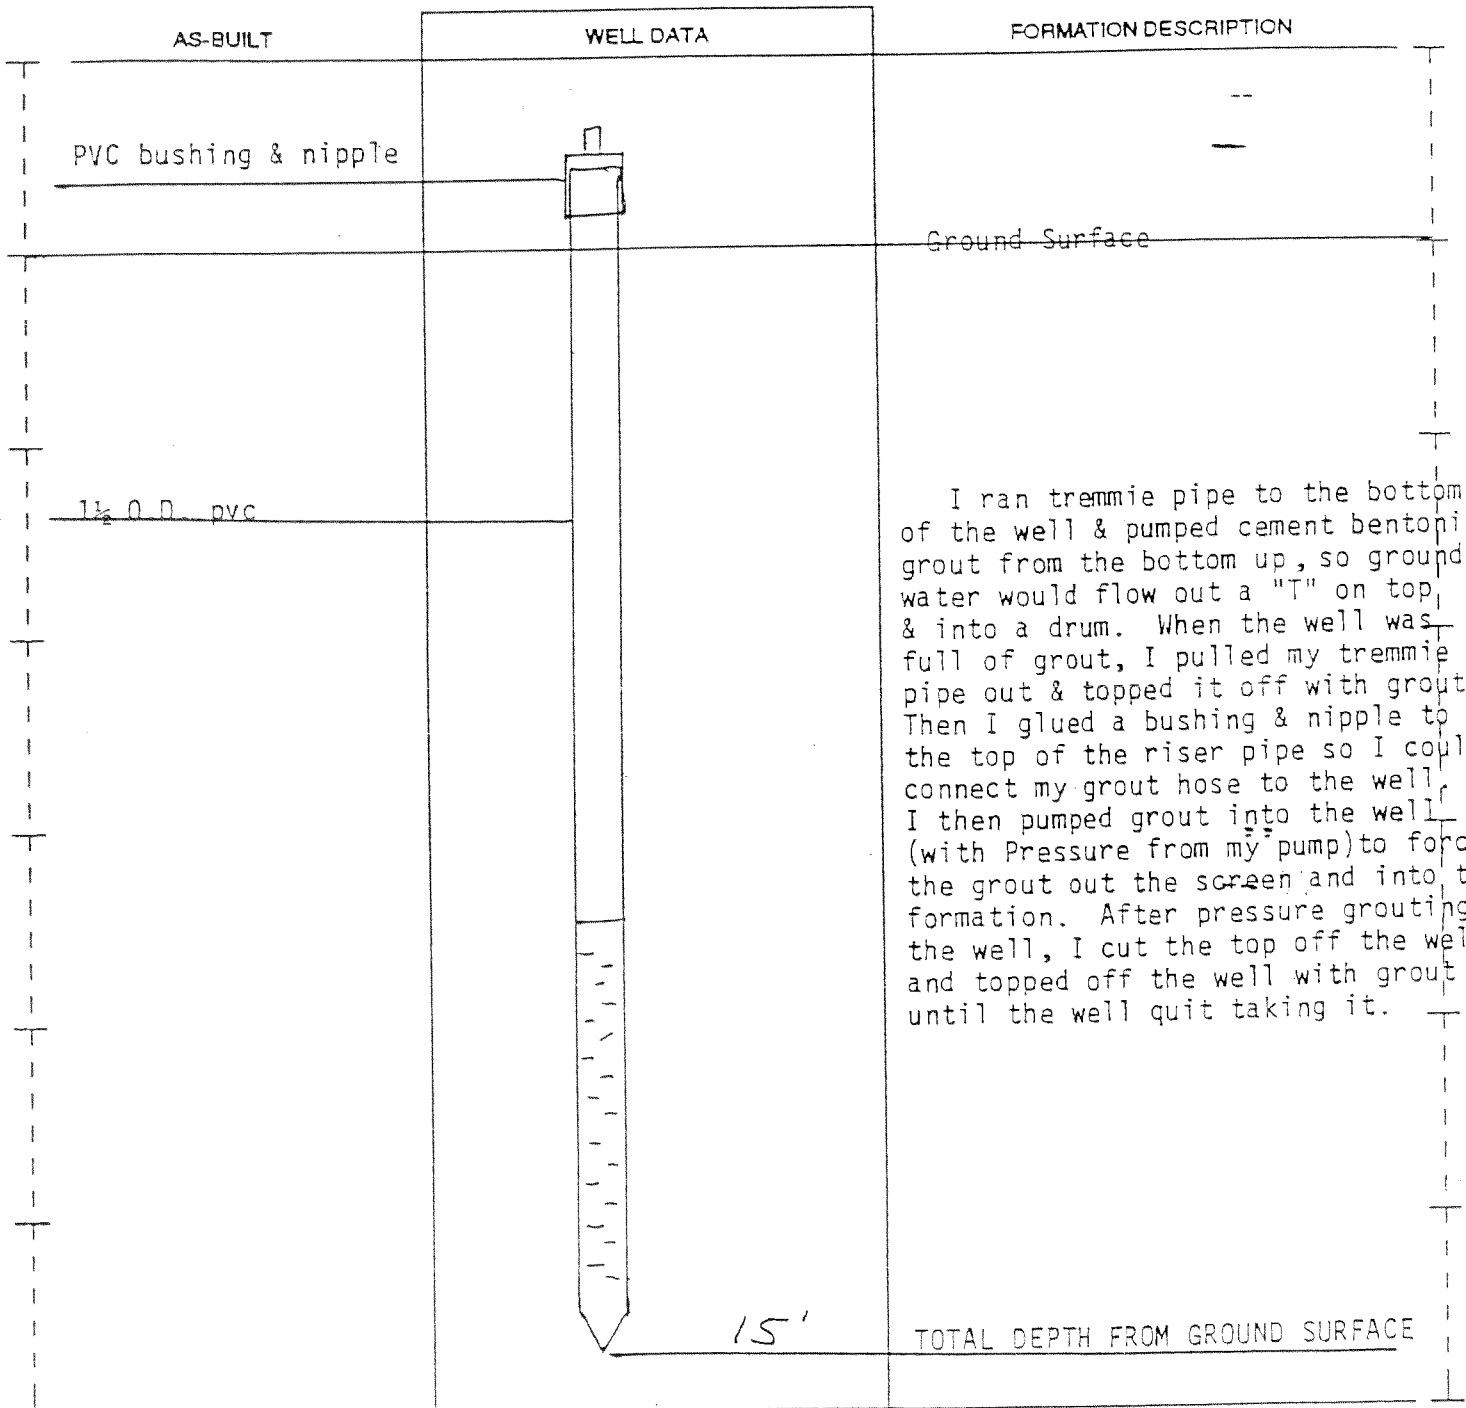 AS-BUILT
WELL DATA
FORMATION DESCRIPTION
PVC bushing & nipple
Ground Surface
1½ O.D. pvc
I ran tremmie pipe to the bottom
of the well & pumped cement bentoni
grout from the bottom up, so ground
water would flow out a "T" on top
& into a drum. When the well was
full of grout, I pulled my tremmie
pipe out & topped it off with grout
Then I glued a bushing & nipple to
the top of the riser pipe so I coul
connect my grout hose to the well.
I then pumped grout into the well
(with Pressure from my pump)to forc
the grout out the screen and into t
formation. After pressure grouting
the well, I cut the top off the wel
and topped off the well with grout
until the well quit taking it.
15'
TOTAL DEPTH FROM GROUND SURFACE